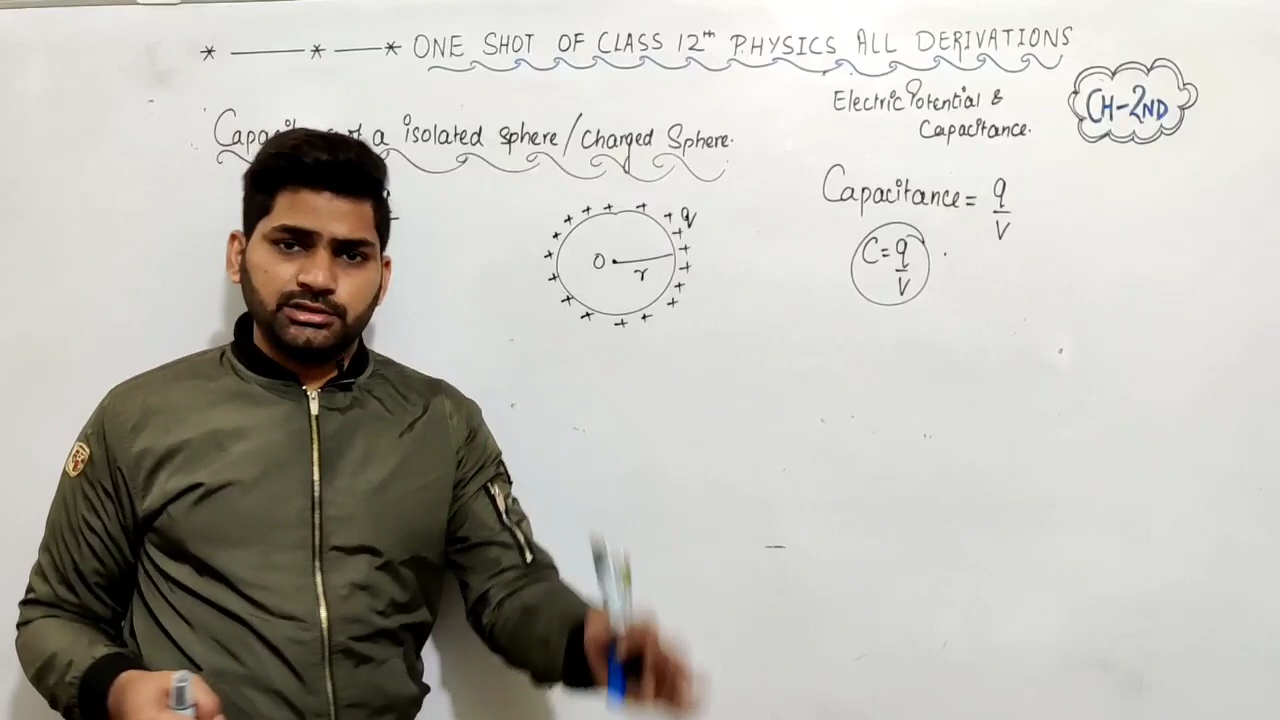 * ——— * —— * ONE SHOT OF CLASS 12th PHYSICS ALL DERIVATIONS
Electric Potential &
Capacitance.
CH-2ND
a isolated sphere/Charged Sphere.
Capacitance = q
V
C = q
V
+ + + + + q
O r